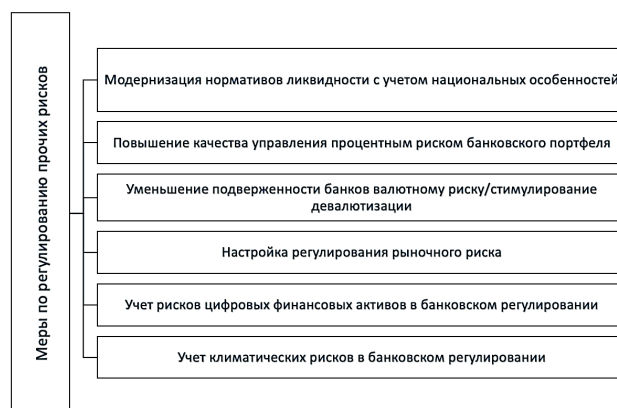 Меры по регулированию прочих рисков
Модернизация нормативов ликвидности с учетом национальных особенностей
Повышение качества управления процентным риском банковского портфеля
Уменьшение подверженности банков валютному риску/стимулирование
девалютизации
Настройка регулирования рыночного риска
Учет рисков цифровых финансовых активов в банковском регулировании
Учет климатических рисков в банковском регулировании